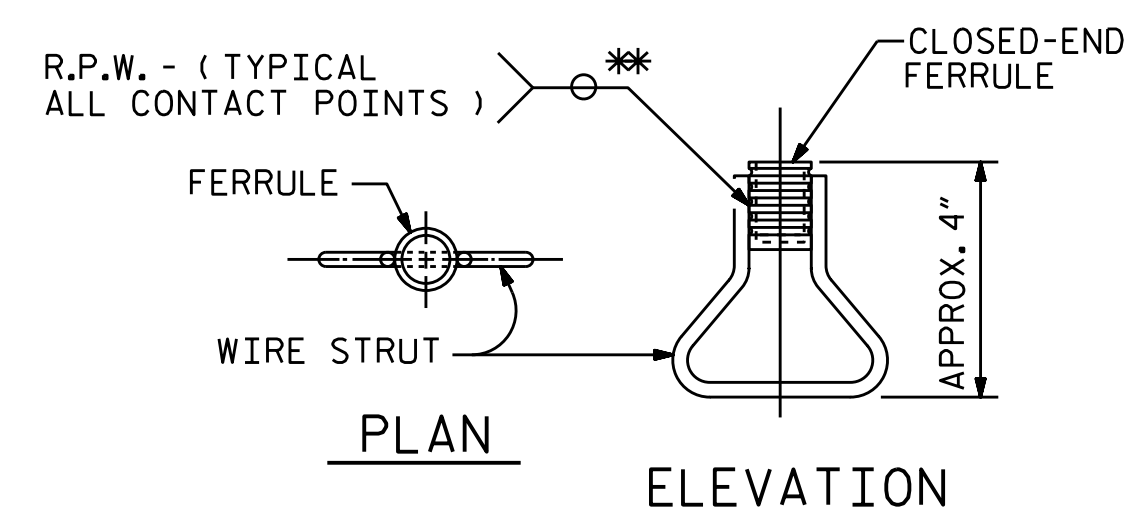 R.P.W. - ( TYPICAL
ALL CONTACT POINTS )
**
CLOSED-END
FERRULE
FERRULE
APPROX. 4"
WIRE STRUT
PLAN
ELEVATION